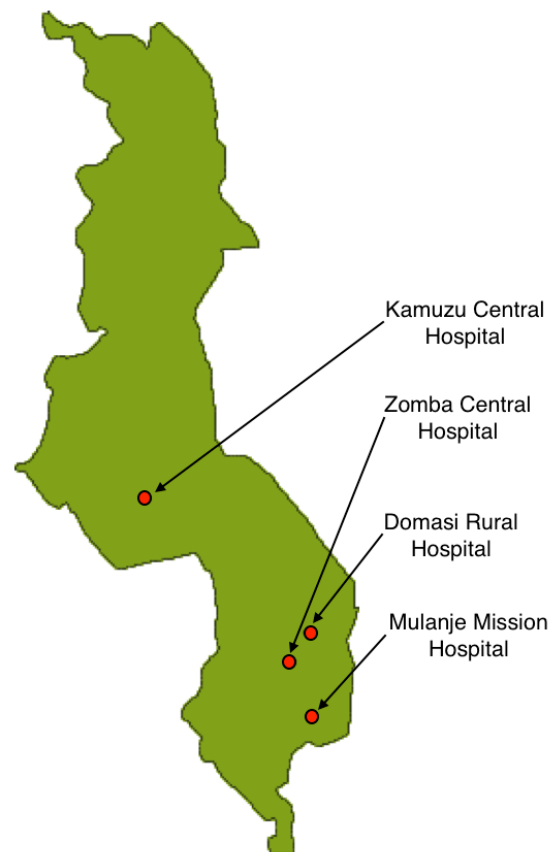 Kamuzu Central
Hospital
Zomba Central
Hospital
Domasi Rural
Hospital
Mulanje Mission
Hospital